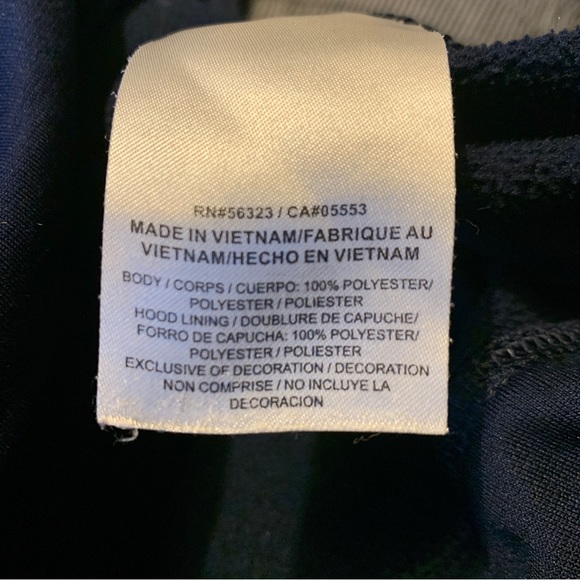 RN#56323 / CA#05553
MADE IN VIETNAM/FABRIQUE AU
VIETNAM/HECHO EN VIETNAM
BODY / CORPS / CUERPO: 100% POLYESTER/
POLYESTER / POLIESTER
HOOD LINING / DOUBLURE DE CAPUCHE/
FORRO DE CAPUCHA: 100% POLYESTER/
POLYESTER / POLIESTER
EXCLUSIVE OF DECORATION / DECORATION
NON COMPRISE / NO INCLUYE LA
DECORACION